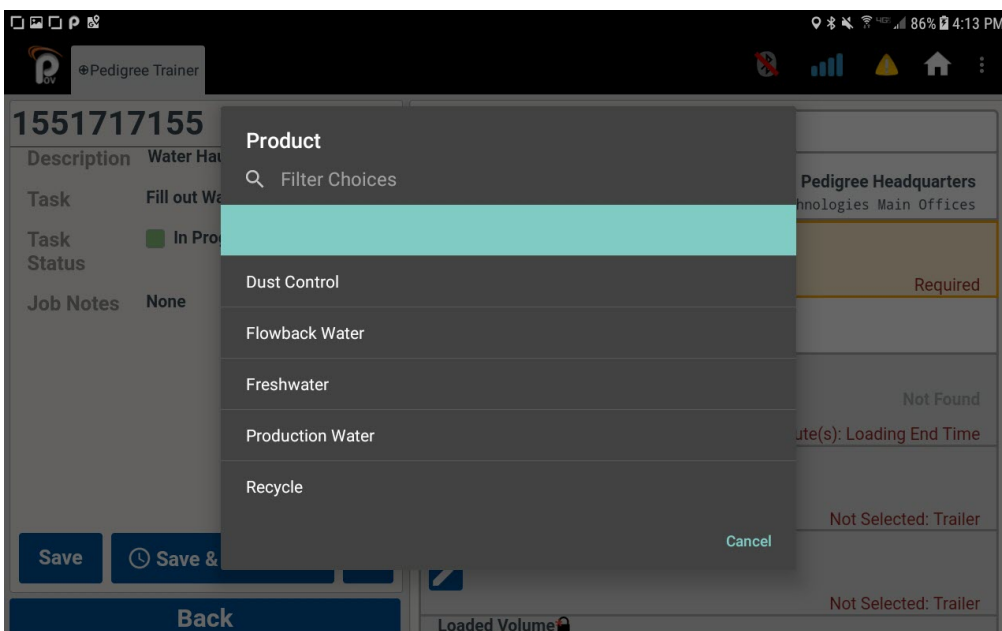 86% 4:13 PM
Pedigree Trainer
1551717155
Description Water Hau
Task Fill out Wa
Task Status In Prog
Job Notes None
Save
Save &
Back
Product
Filter Choices
Dust Control
Flowback Water
Freshwater
Production Water
Recycle
Cancel
Pedigree Headquarters
hnologies Main Offices
Required
Not Found
ute(s): Loading End Time
Not Selected: Trailer
Not Selected: Trailer
Loaded Volume